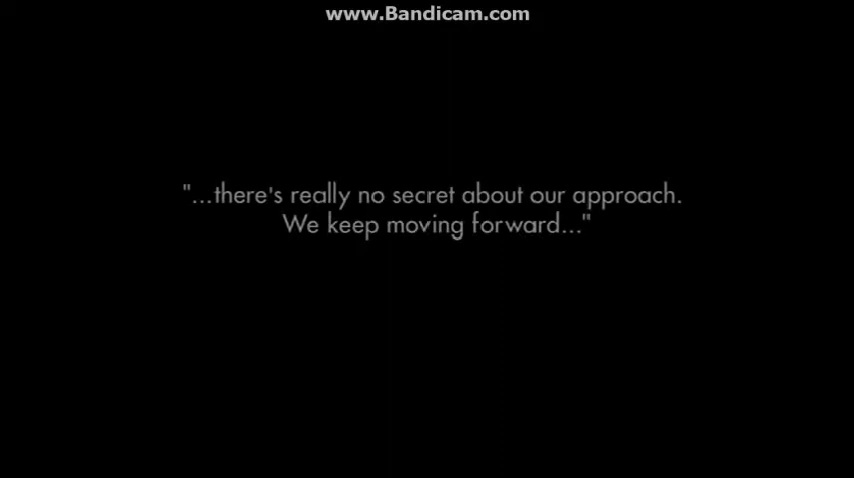 www.Bandicam.com
"...there's really no secret about our approach.
We keep moving forward..."